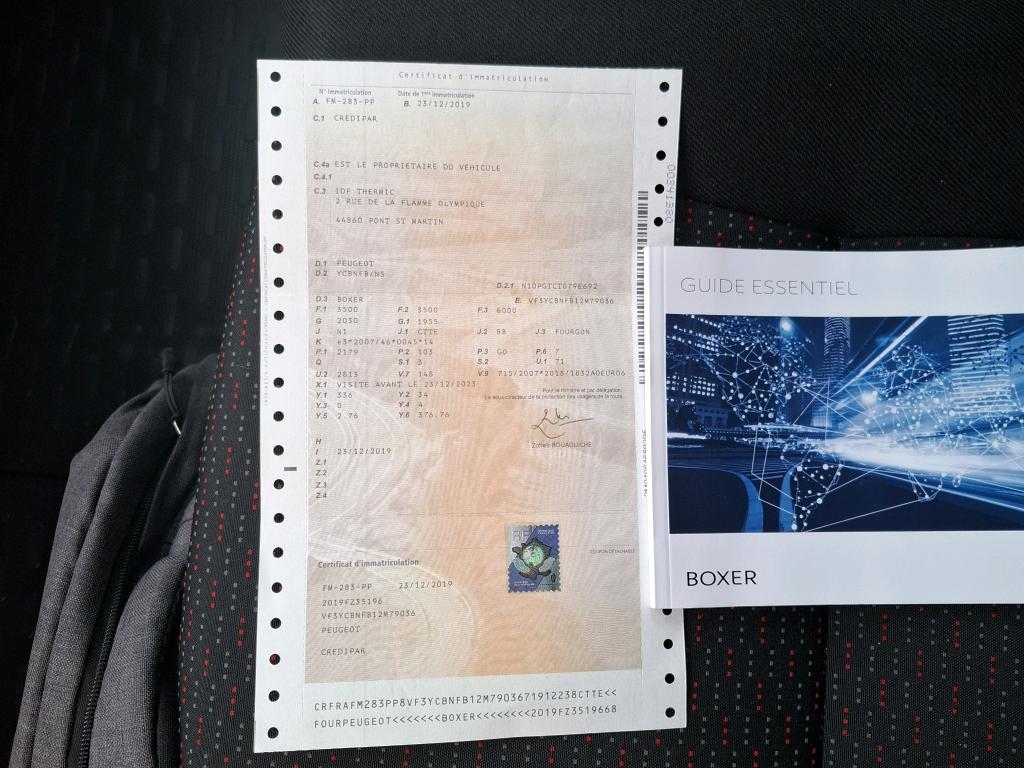 Certificat d'Immatriculation
N° Immatriculation Date de 1ère immatriculation
A. FM-283-PP B. 23/12/2019
C.1 CREDIPAR
C.4a EST LE PROPRIETAIRE DU VEHICULE
C.4.1
C.3 IDF THERMIC
2 RUE DE LA FLAMME OLYMPIQUE
44860 PONT ST MARTIN
D.1 PEUGEOT
D.2 YCBNFB/NS
D.2.1 N10PGTCT079E692
D.3 BOXER E. VF3YCBNFB12M79036
F.1 3500 F.2 3500 F.3 6000
G 2030 G.1 1955
J N1 J.1 CTTE J.2 BB J.3 FOURGON
K e3*2007/46*0045*14
P.1 2179 P.2 103 P.3 GO P.6 7
Q S.1 3 S.2 U.1 71
U.2 2813 V.7 148 V.9 715/2007*2018/1832AOEURO6
X.1 VISITE AVANT LE 23/12/2023
Y.1 336 Y.2 34
Y.3 0 Y.4 4
Y.5 2.76 Y.6 376.76
Pour le ministre et par délégation,
Le sous-directeur de la protection des usagers de la route
Zoheir BOUAOUICHE
H
I 23/12/2019
Z.1
Z.2
Z.3
Z.4
COUPON DÉTACHABLE
Certificat d'immatriculation
FM-283-PP 23/12/2019
2019FZ35196
VF3YCBNFB12M79036
PEUGEOT
CREDIPAR
CRFRAFM283PP8VF3YCBNFB12M7903671912238CTTE<<
FOURPEUGEOT<<<<<<<BOXER<<<<<<<<2019FZ3519668
GUIDE ESSENTIEL
BOXER